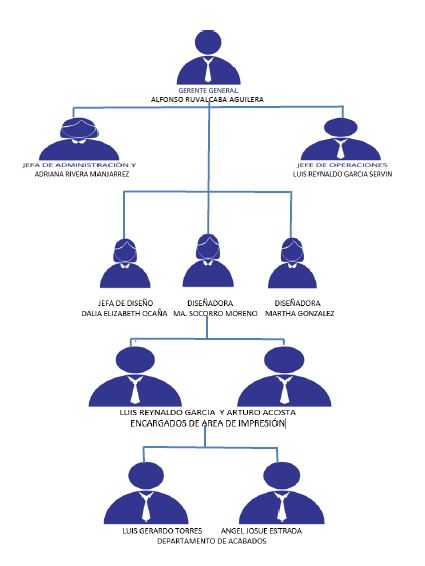 GERENTE GENERAL
ALFONSO RUVALCABA AGUILERA
JEFA DE ADMINISTRACIÓN Y
ADRIANA RIVERA MANJARREZ
JEFE DE OPERACIONES
LUIS REYNALDO GARCIA SERVIN
JEFA DE DISEÑO DISEÑADORA DISEÑADORA
DALIA ELIZABETH OCAÑA MA. SOCORRO MORENO MARTHA GONZALEZ
LUIS REYNALDO GARCIA Y ARTURO ACOSTA
ENCARGADOS DE AREA DE IMPRESIÓN
LUIS GERARDO TORRES ANGEL JOSUE ESTRADA
DEPARTAMENTO DE ACABADOS